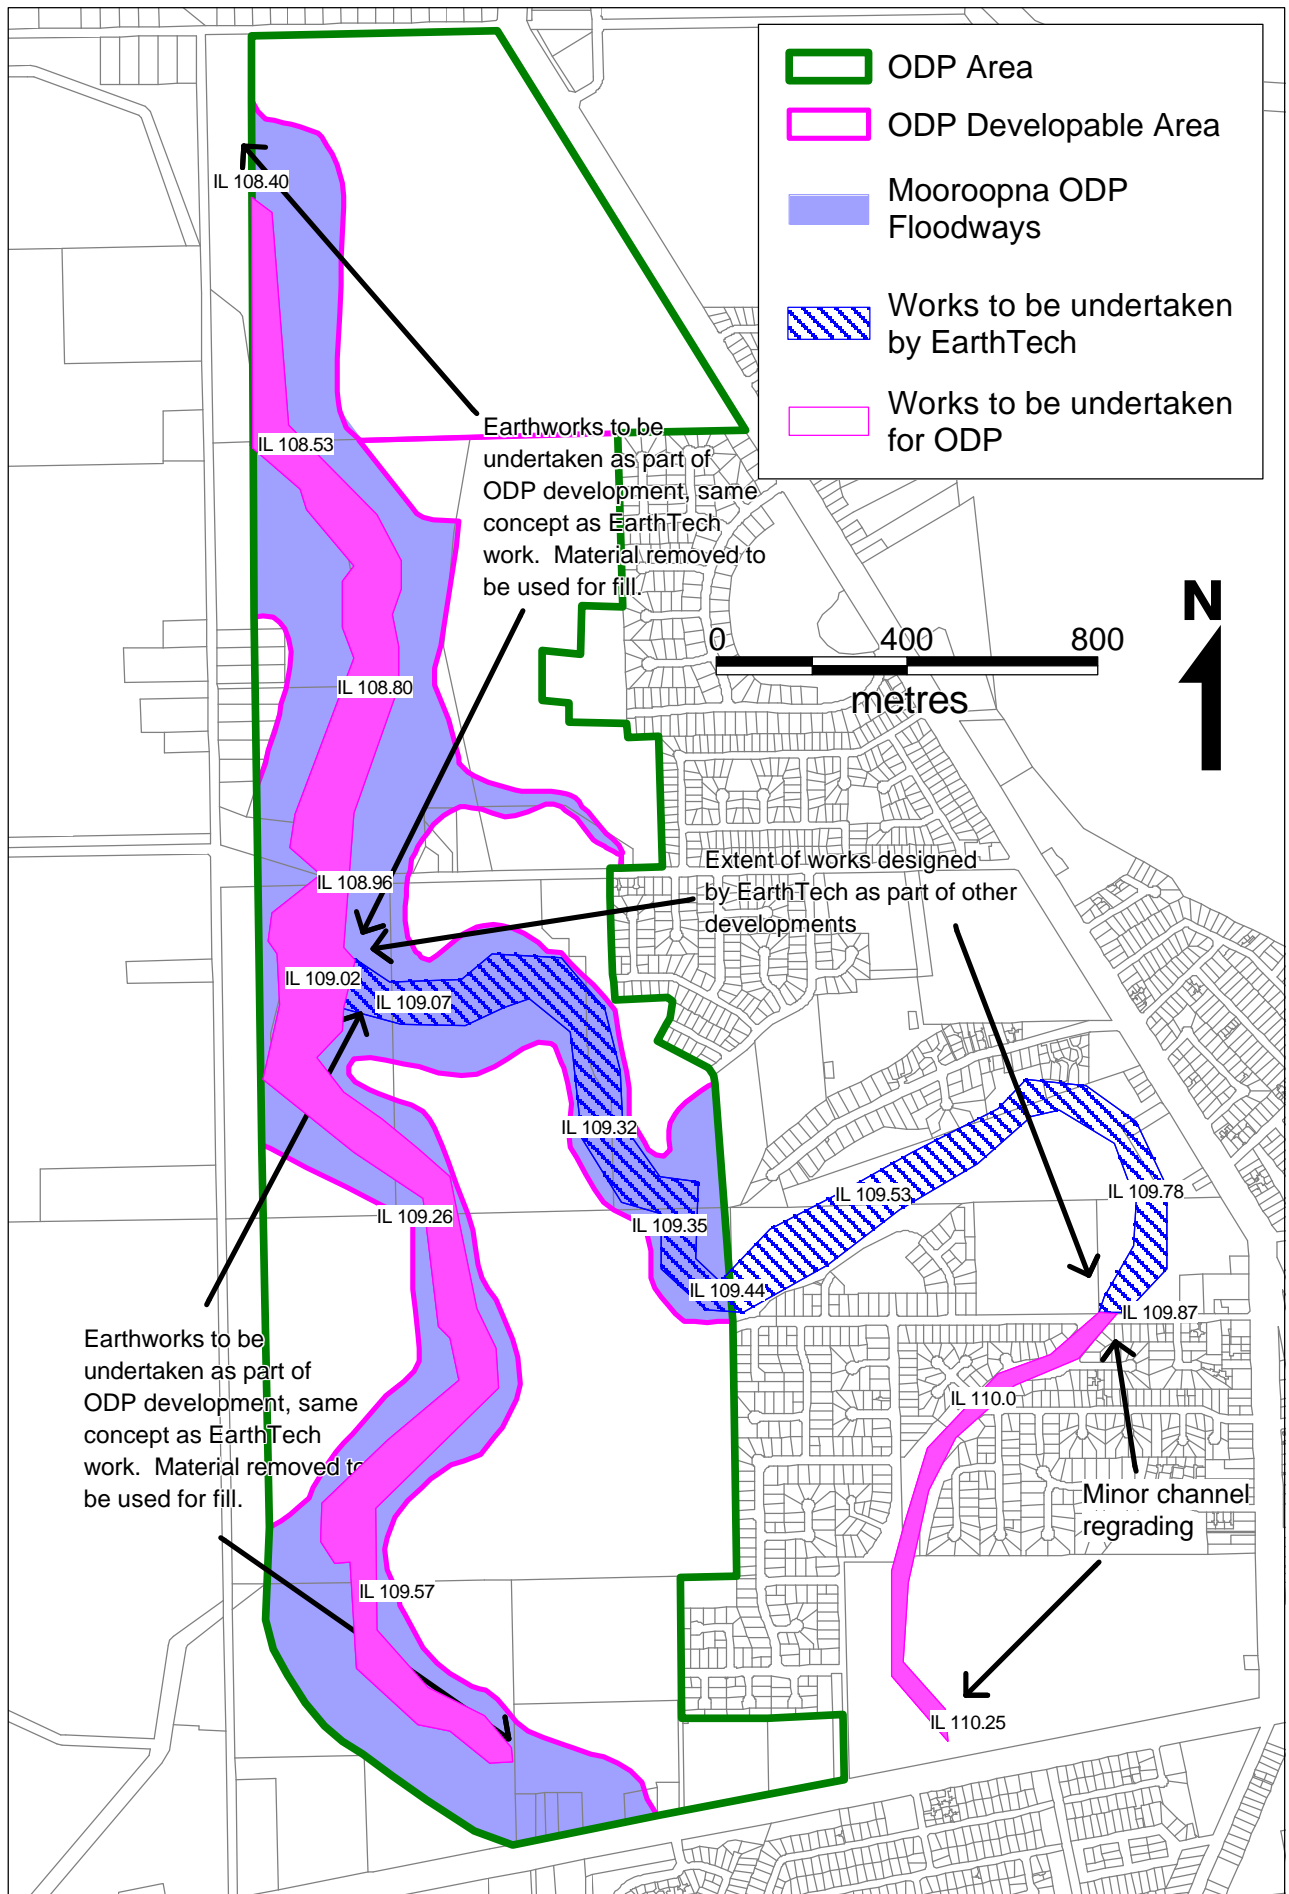 ODP Area
ODP Developable Area
Mooroopna ODP
Floodways
Works to be undertaken
by EarthTech
Works to be undertaken
for ODP
IL 108.40
Earthworks to be
undertaken as part of
ODP development, same
concept as EarthTech
work.  Material removed to
be used for fill.
IL 108.53
N
0 400 800
metres
IL 108.80
Extent of works designed
by EarthTech as part of other
developments
IL 108.96
IL 109.02
IL 109.07
IL 109.32
IL 109.53
IL 109.78
IL 109.26
IL 109.35
IL 109.44
IL 109.87
Earthworks to be
undertaken as part of
ODP development, same
concept as EarthTech
work.  Material removed to
be used for fill.
IL 110.0
Minor channel
regrading
IL 109.57
IL 110.25